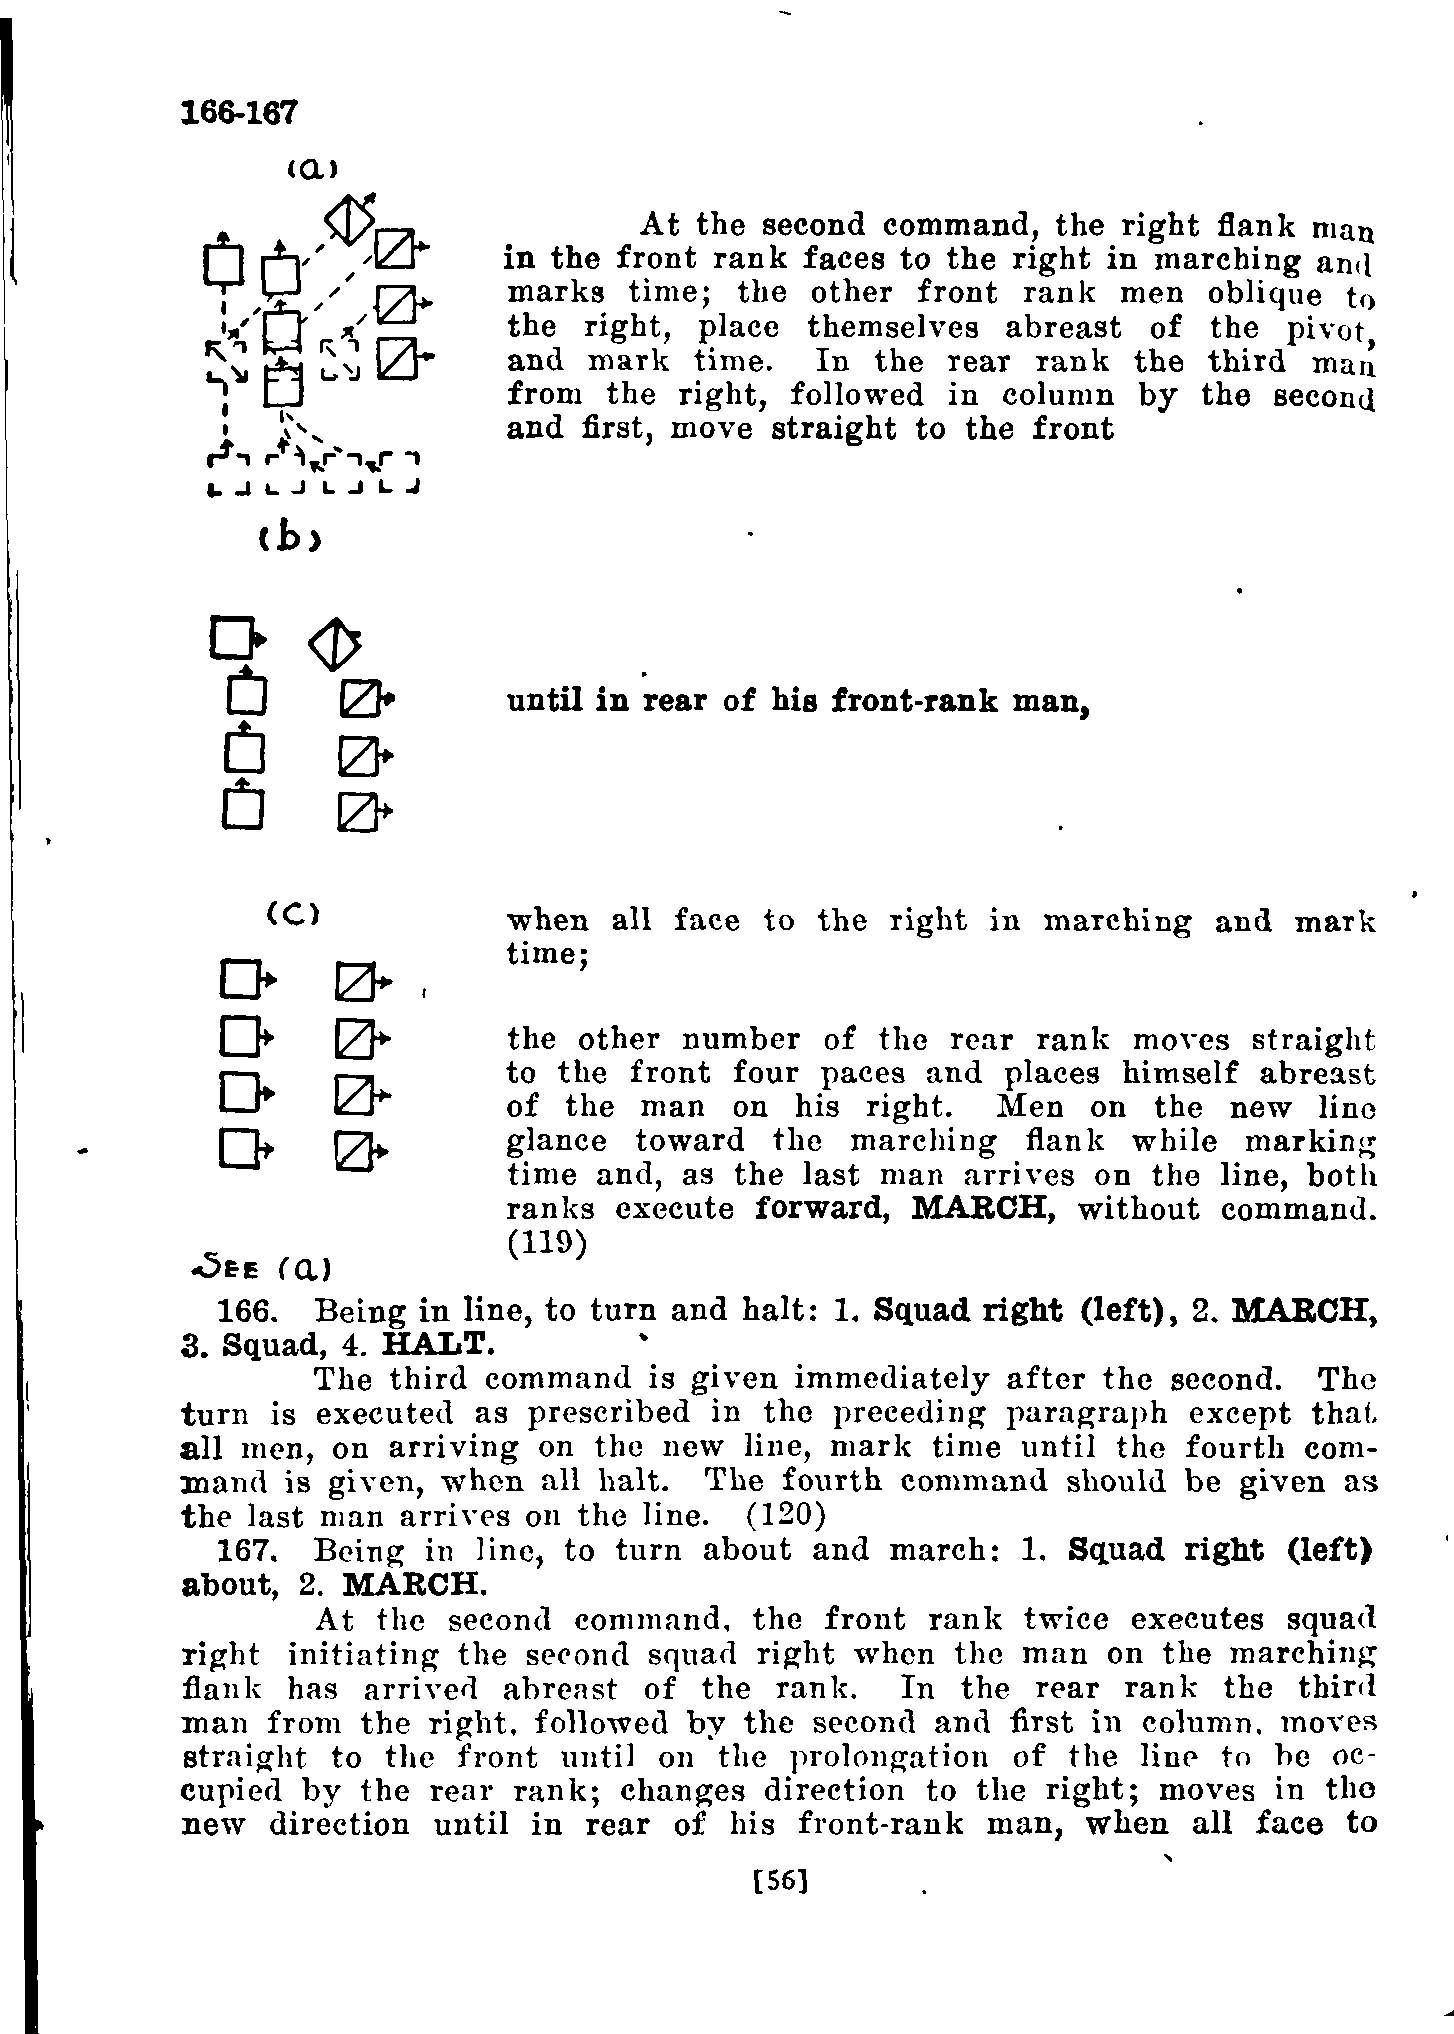 166-167
(a)
At the second command, the right flank man
in the front rank faces to the right in marching and
marks time; the other front rank men oblique to
the right, place themselves abreast of the pivot,
and mark time. In the rear rank the third man
from the right, followed in column by the second
and first, move straight to the front
(b)
until in rear of his front-rank man,
(c)
when all face to the right in marching and mark
time;
the other number of the rear rank moves straight
to the front four paces and places himself abreast
of the man on his right. Men on the new line
glance toward the marching flank while marking
time and, as the last man arrives on the line, both
ranks execute forward, MARCH, without command.
(119)
SEE (a)
166. Being in line, to turn and halt: 1. Squad right (left), 2. MARCH,
3. Squad, 4. HALT.
The third command is given immediately after the second. The
turn is executed as prescribed in the preceding paragraph except that
all men, on arriving on the new line, mark time until the fourth com-
mand is given, when all halt. The fourth command should be given as
the last man arrives on the line. (120)
167. Being in line, to turn about and march: 1. Squad right (left)
about, 2. MARCH.
At the second command, the front rank twice executes squad
right initiating the second squad right when the man on the marching
flank has arrived abreast of the rank. In the rear rank the third
man from the right, followed by the second and first in column, moves
straight to the front until on the prolongation of the line to be oc-
cupied by the rear rank; changes direction to the right; moves in the
new direction until in rear of his front-rank man, when all face to
[56]